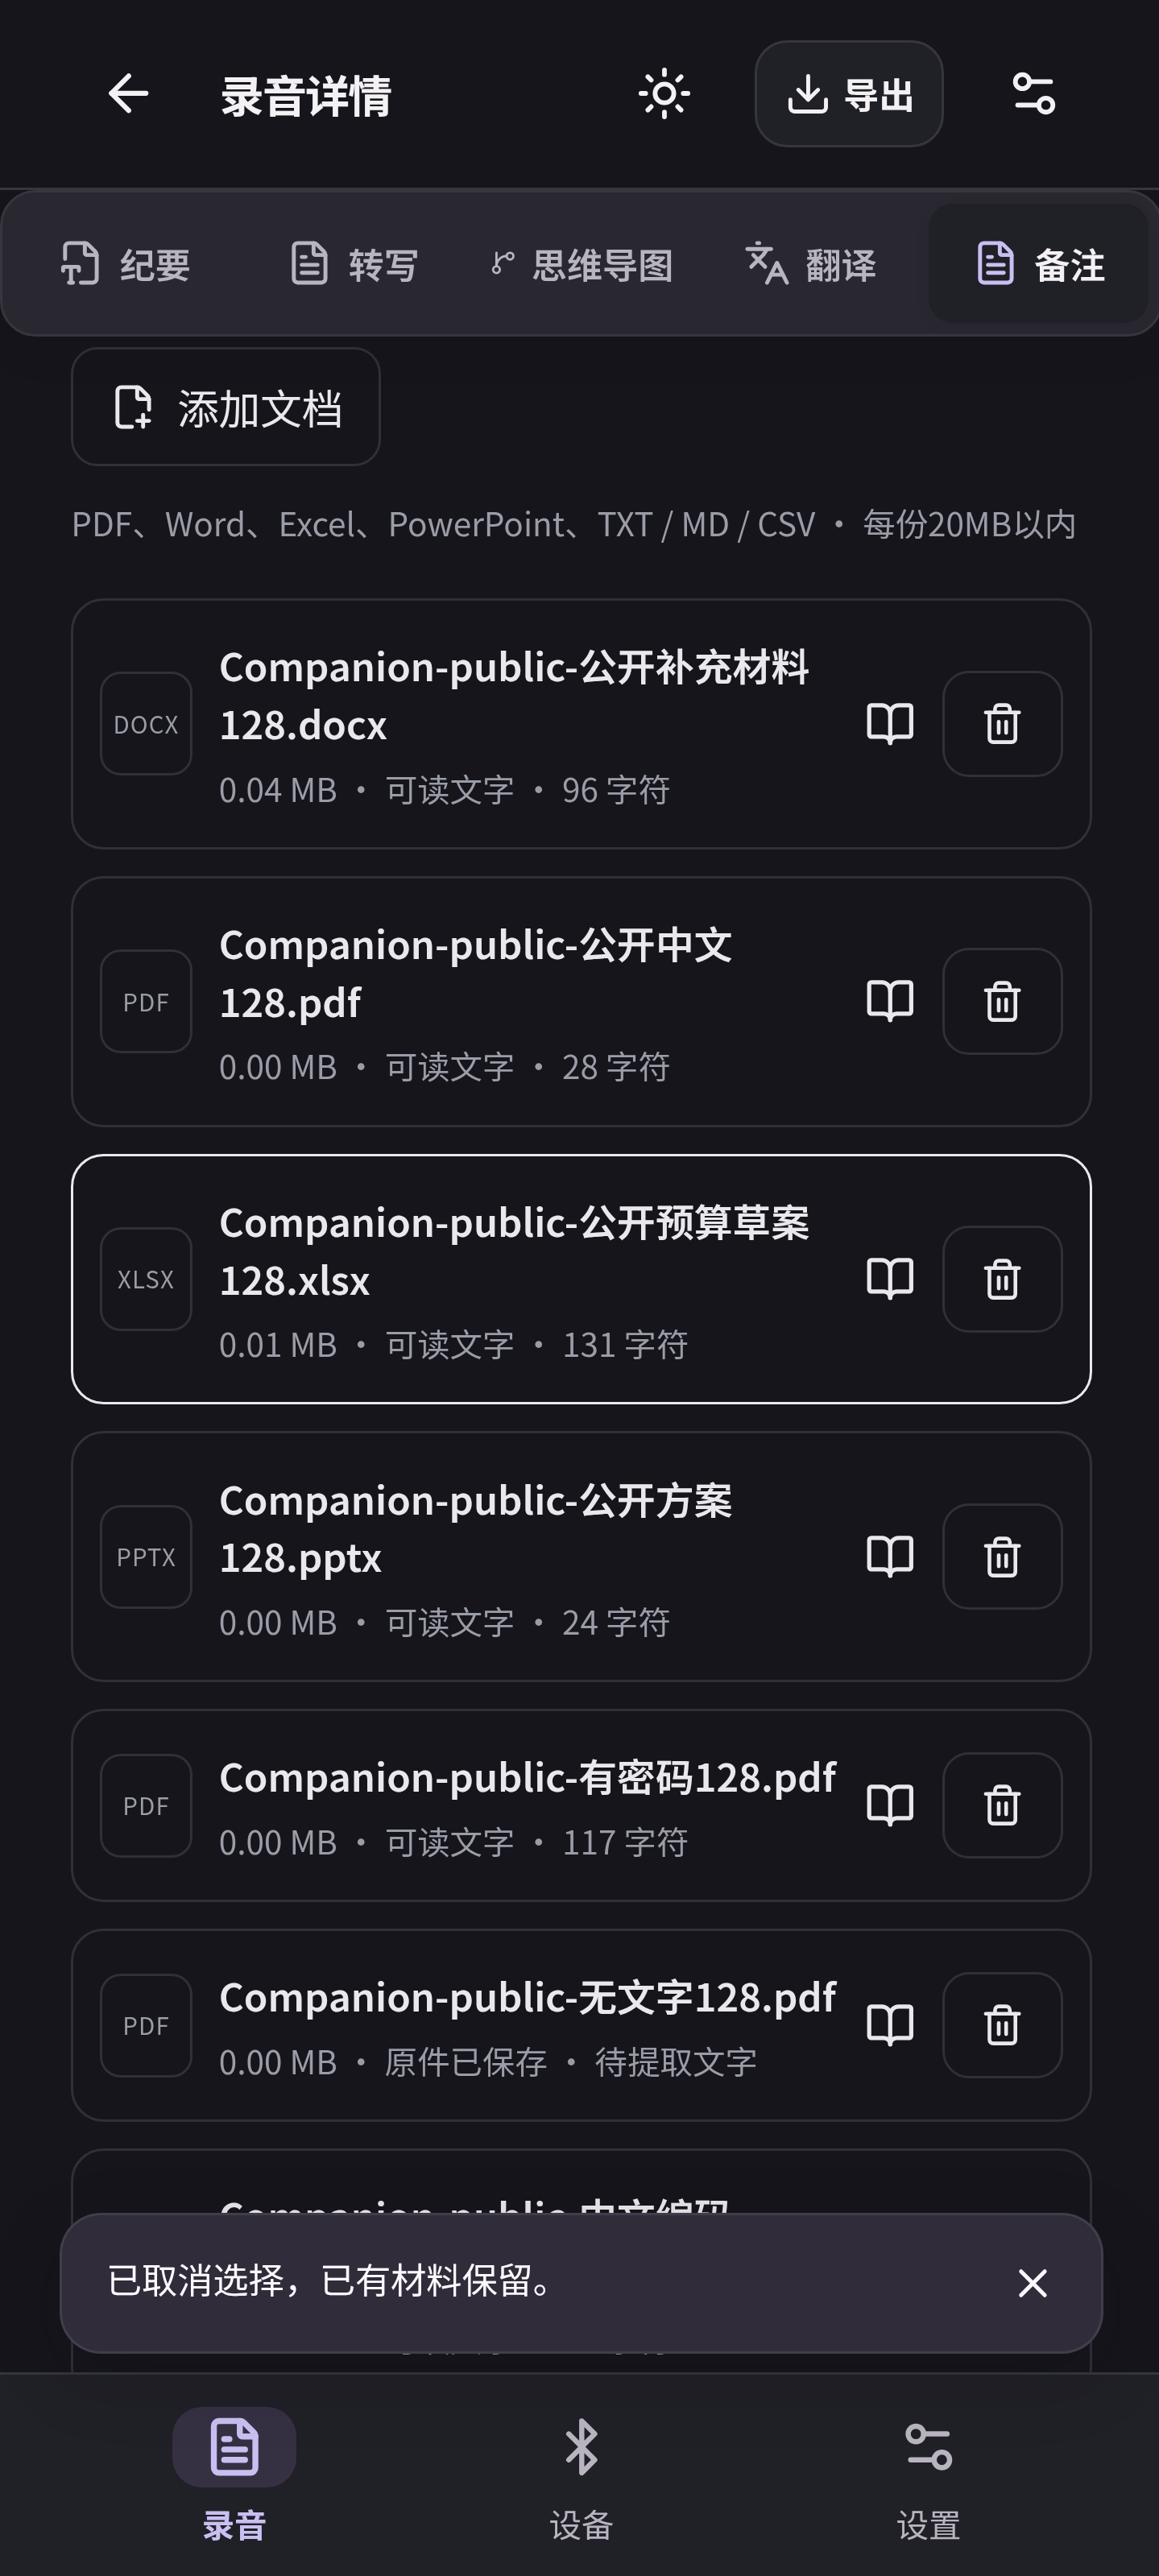 录音详情
导出
纪要
转写
思维导图
翻译
备注
添加文档
PDF、Word、Excel、PowerPoint、TXT / MD / CSV • 每份20MB以内
DOCX
Companion-public-公开补充材料
128.docx
0.04 MB • 可读文字 • 96 字符
PDF
Companion-public-公开中文
128.pdf
0.00 MB • 可读文字 • 28 字符
XLSX
Companion-public-公开预算草案
128.xlsx
0.01 MB • 可读文字 • 131 字符
PPTX
Companion-public-公开方案
128.pptx
0.00 MB • 可读文字 • 24 字符
PDF
Companion-public-有密码128.pdf
0.00 MB • 可读文字 • 117 字符
PDF
Companion-public-无文字128.pdf
0.00 MB • 原件已保存 • 待提取文字
Companion-public-中文编码
已取消选择，已有材料保留。
录音
设备
设置